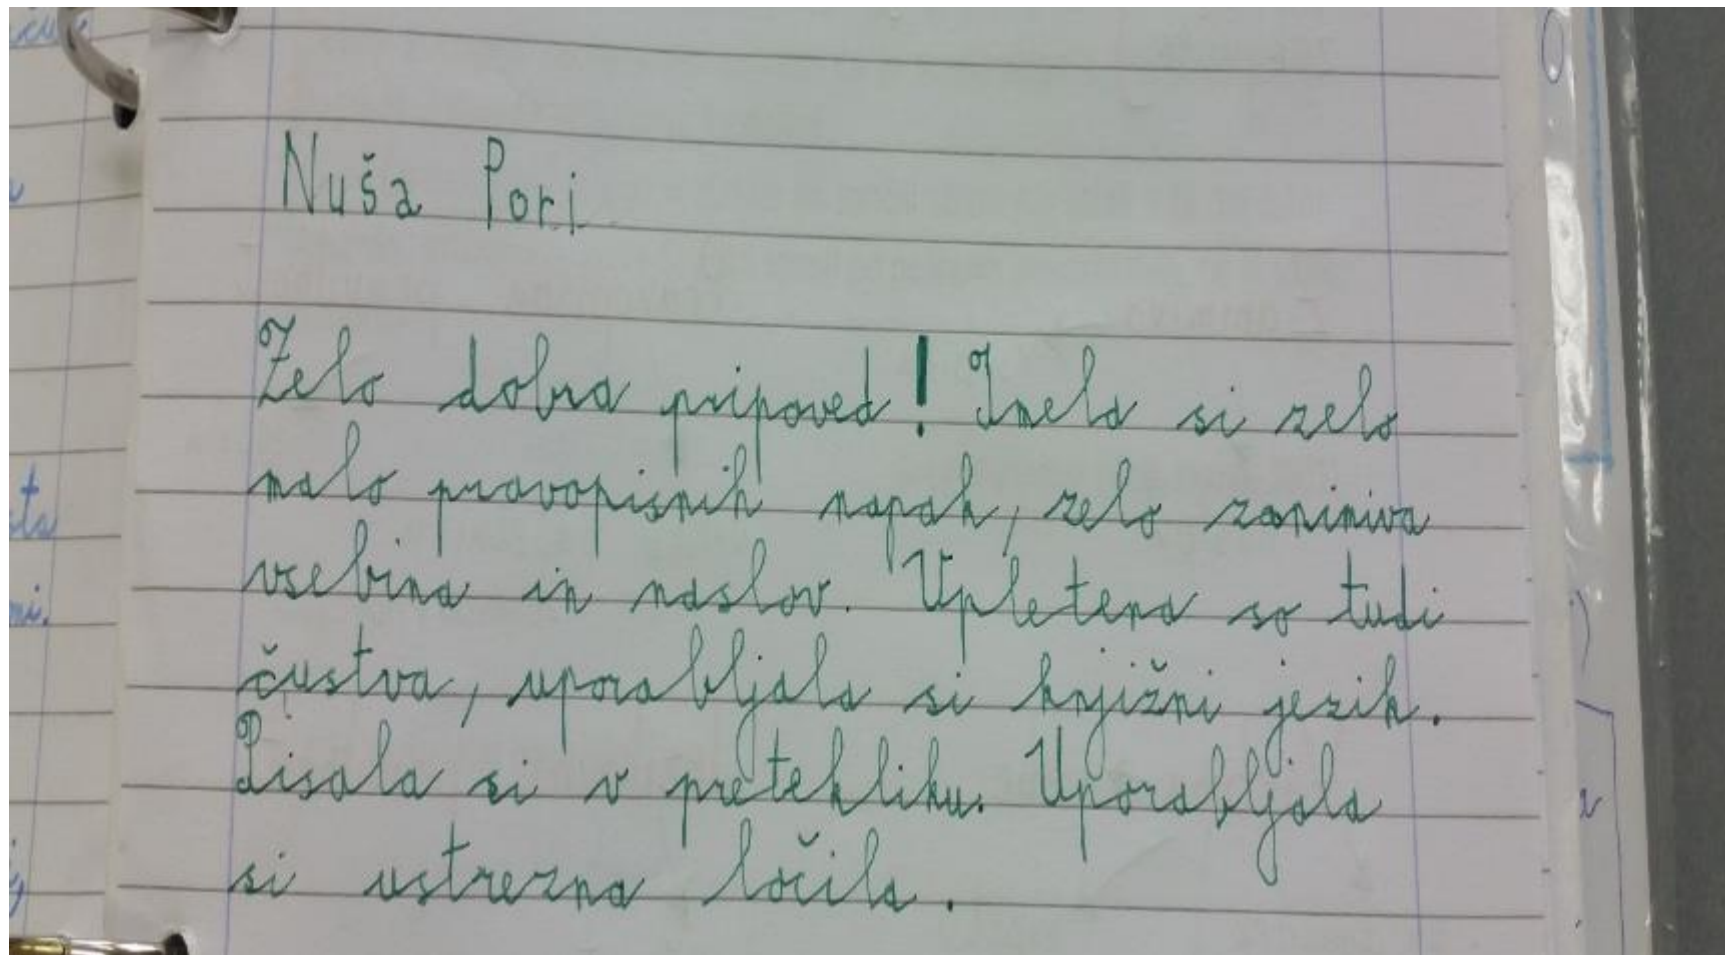 Nuša Pori
Zelo dobra pripoved! Imela si zelo
malo pravopisnih napak, zelo zanimiva
vsebina in naslov. Upletena so tudi
čustva, uporabljala si knjižni jezik.
Pisala si v pretekliku. Uporabljala
si ustrezna ločila.